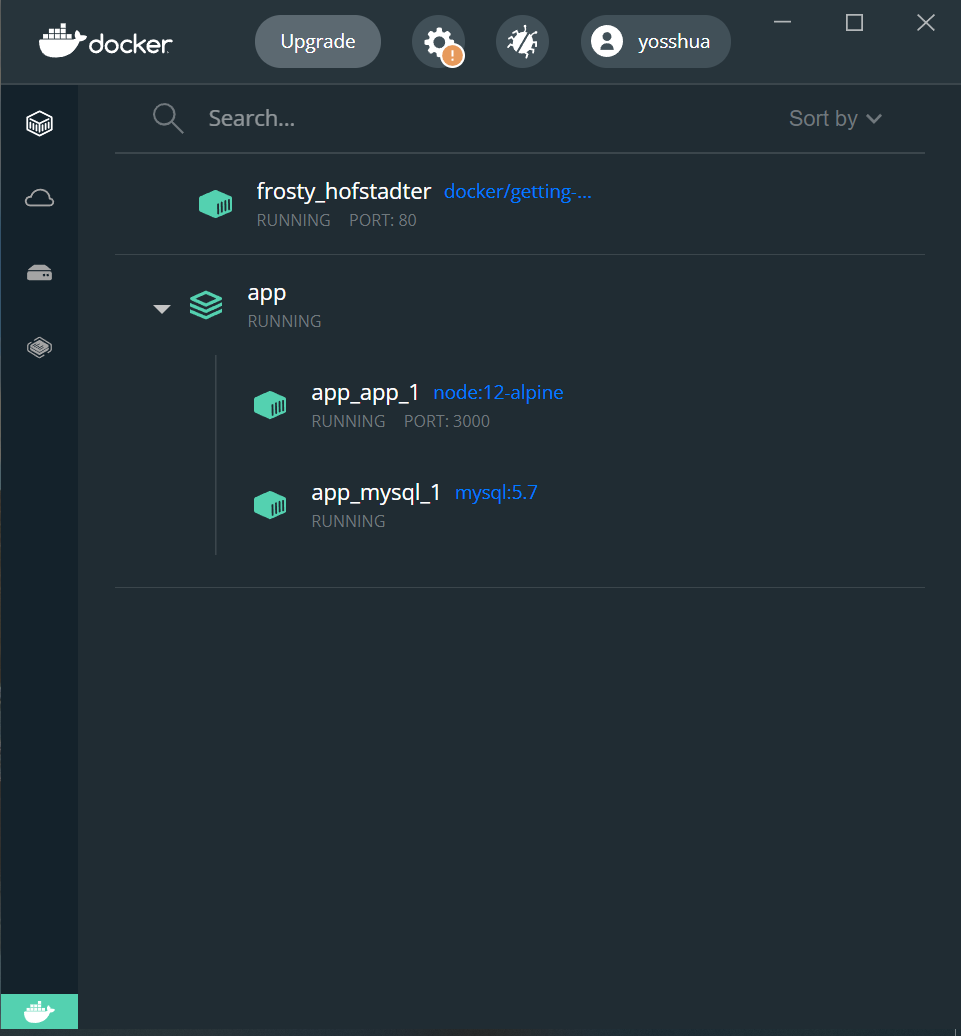 docker
Upgrade
!
yosshua
Search...
Sort by
frosty_hofstadter docker/getting-...
RUNNING PORT: 80
app
RUNNING
app_app_1 node:12-alpine
RUNNING PORT: 3000
app_mysql_1 mysql:5.7
RUNNING